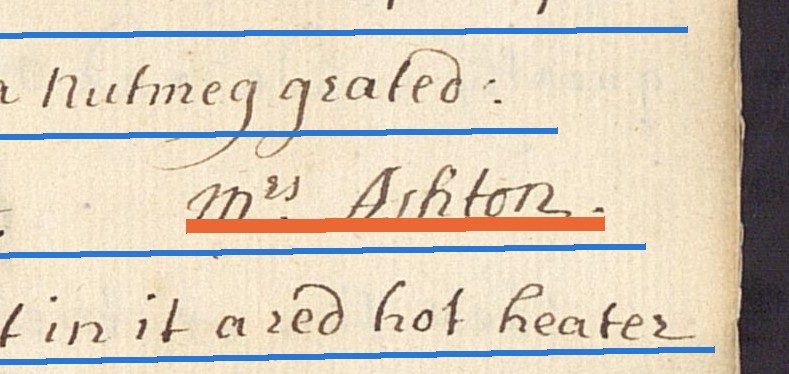 a nutmeg grated:
Mrs. Ashton.
t in it a red hot heater